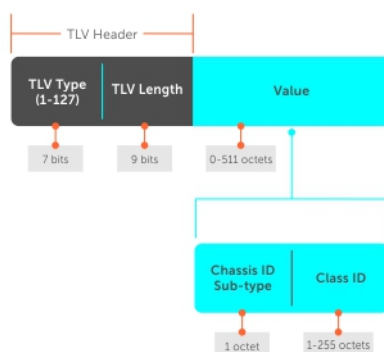 TLV Header
TLV Type
(1-127)
TLV Length
Value
7 bits
9 bits
0-511 octets
Chassis ID
Sub-type
Class ID
1 octet
1-255 octets